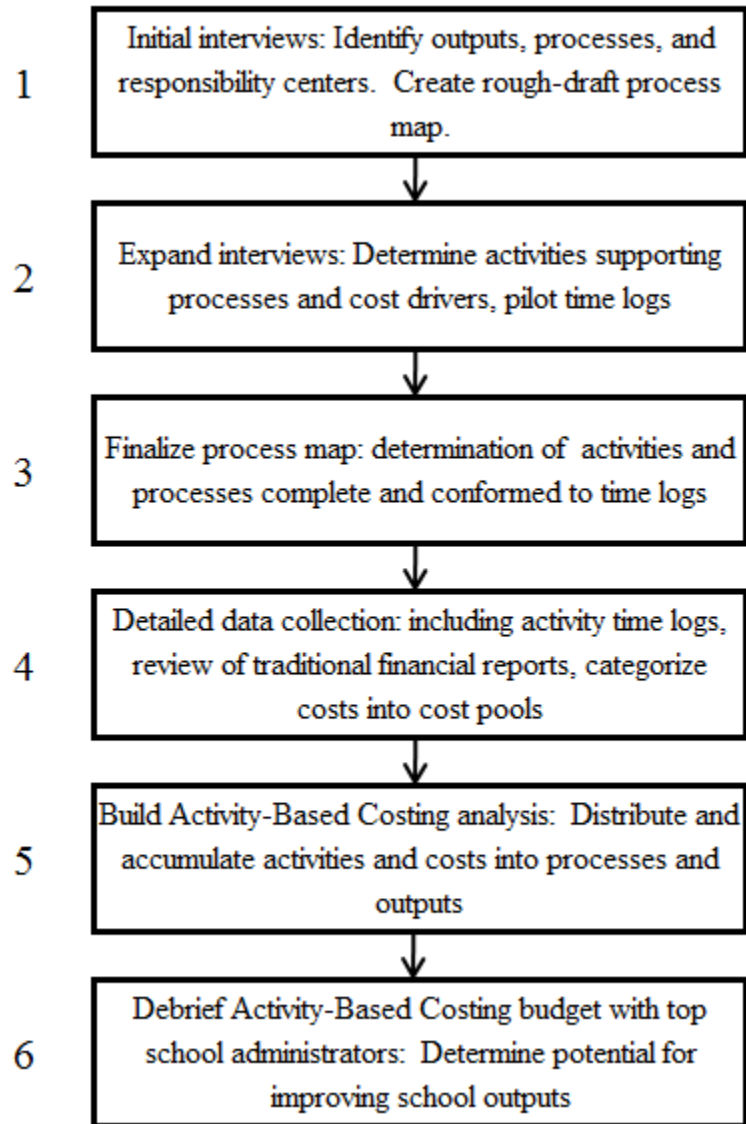 1
Initial interviews: Identify outputs, processes, and
responsibility centers.  Create rough-draft process
map.
2
Expand interviews: Determine activities supporting
processes and cost drivers, pilot time logs
3
Finalize process map: determination of  activities and
processes complete and conformed to time logs
4
Detailed data collection: including activity time logs,
review of traditional financial reports, categorize
costs into cost pools
5
Build Activity-Based Costing analysis:  Distribute and
accumulate activities and costs into processes and
outputs
6
Debrief Activity-Based Costing budget with top
school administrators:  Determine potential for
improving school outputs